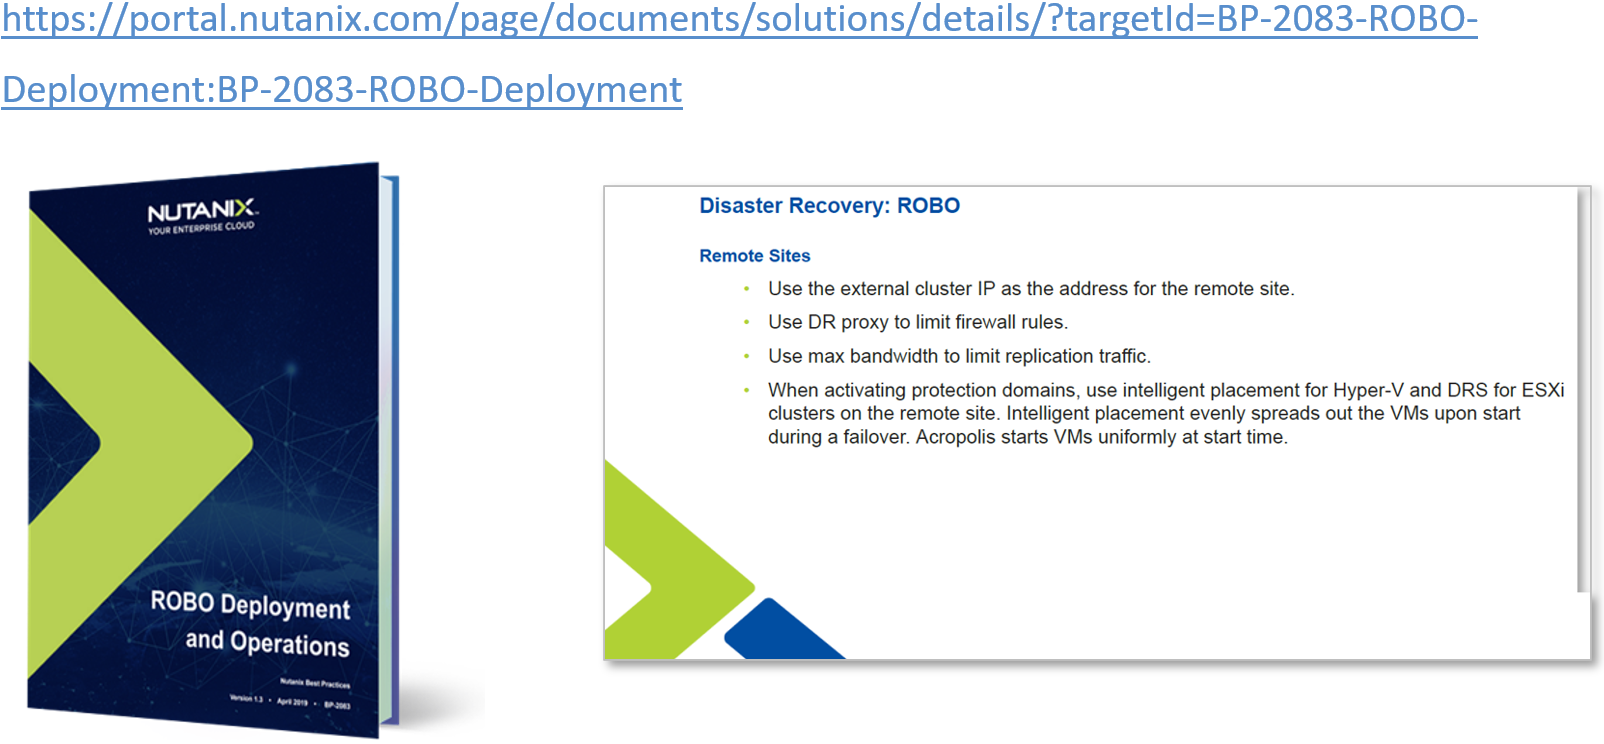 https://portal.nutanix.com/page/documents/solutions/details/?targetId=BP-2083-ROBO-
Deployment:BP-2083-ROBO-Deployment
NUTANIX™
YOUR ENTERPRISE CLOUD
ROBO Deployment
and Operations
Nutanix Best Practices
Version 1.3 • April 2019 • BP-2083
Disaster Recovery: ROBO
Remote Sites
• Use the external cluster IP as the address for the remote site.
• Use DR proxy to limit firewall rules.
• Use max bandwidth to limit replication traffic.
• When activating protection domains, use intelligent placement for Hyper-V and DRS for ESXi
clusters on the remote site. Intelligent placement evenly spreads out the VMs upon start
during a failover. Acropolis starts VMs uniformly at start time.